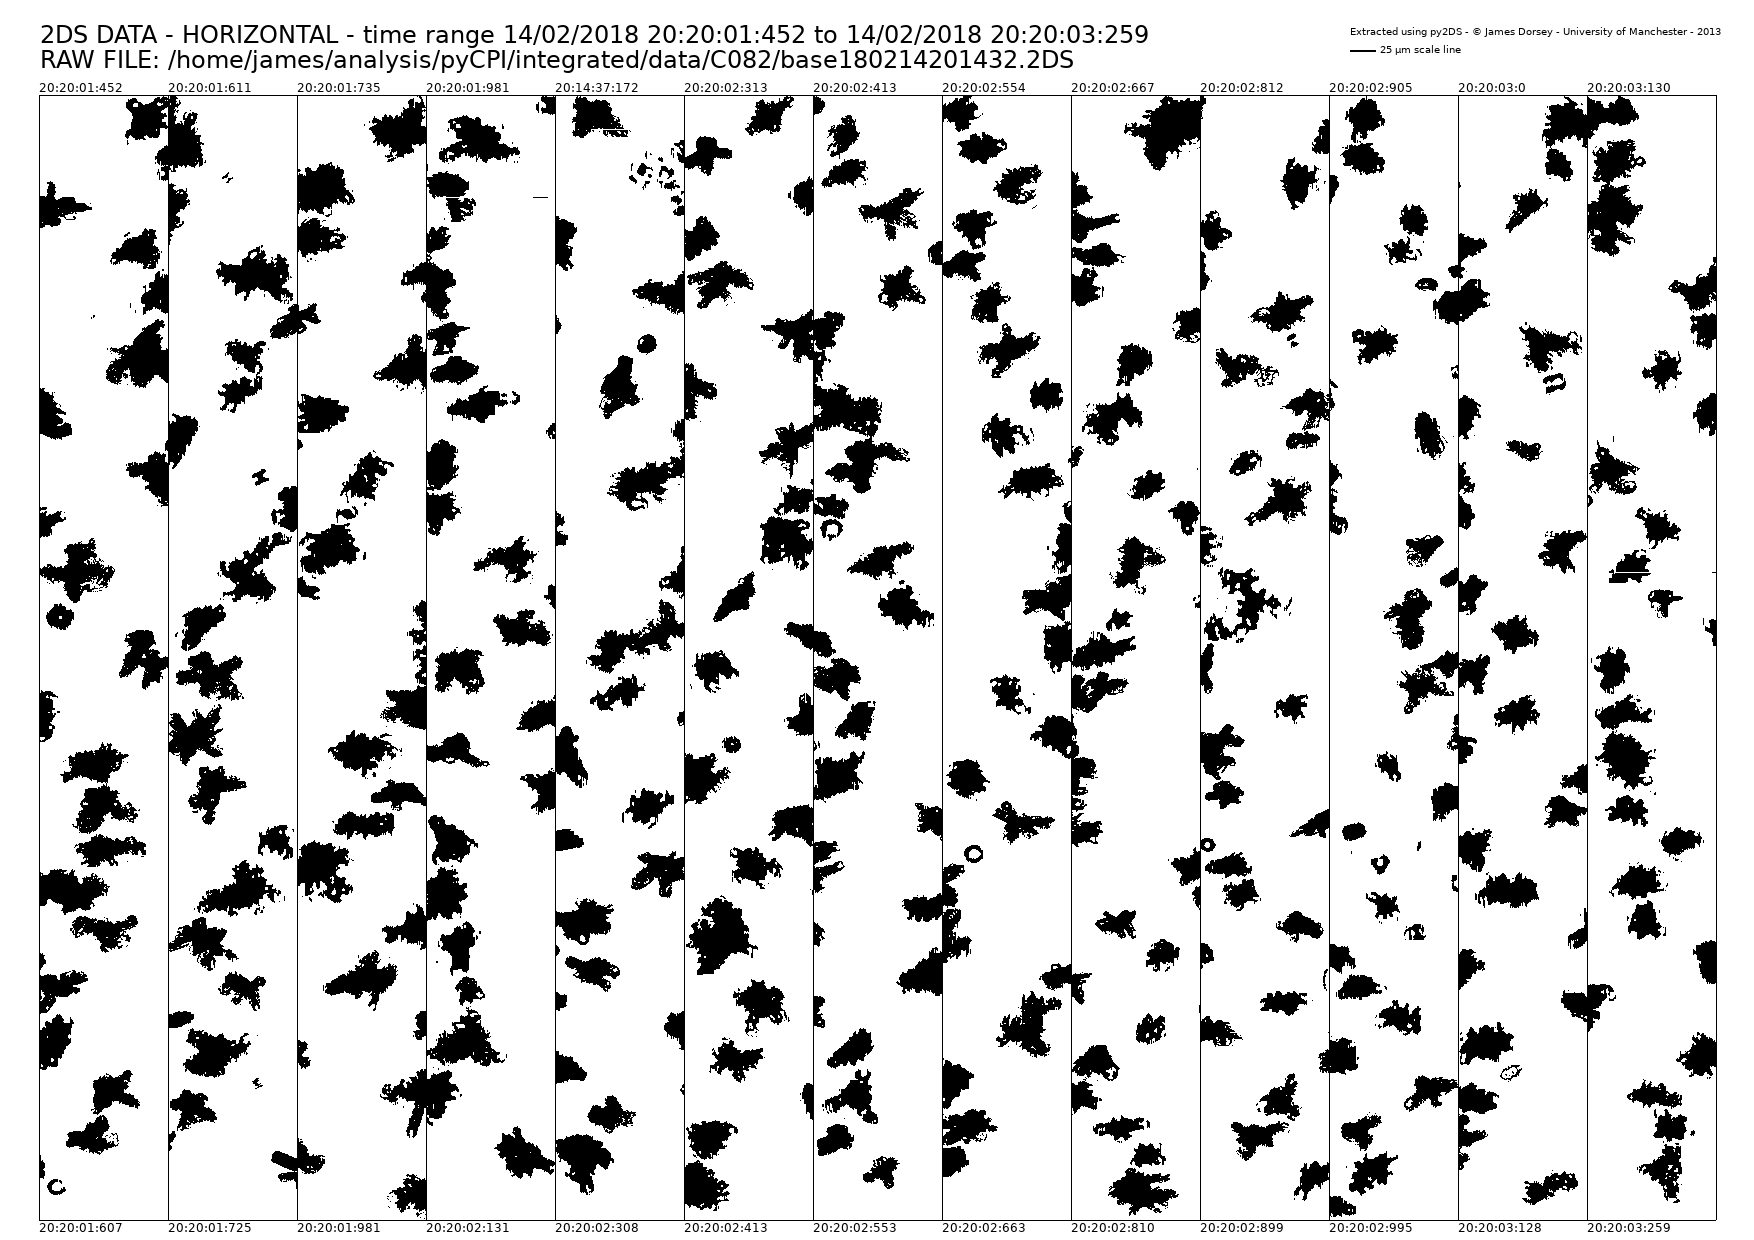 2DS DATA - HORIZONTAL - time range 14/02/2018 20:20:01:452 to 14/02/2018 20:20:03:259
RAW FILE: /home/james/analysis/pyCPI/integrated/data/C082/base180214201432.2DS
Extracted using py2DS - © James Dorsey - University of Manchester - 2013
25 µm scale line
20:20:01:452 20:20:01:611 20:20:01:735 20:20:01:981 20:14:37:172 20:20:02:313 20:20:02:413 20:20:02:554 20:20:02:667 20:20:02:812 20:20:02:905 20:20:03:0 20:20:03:130
20:20:01:607 20:20:01:725 20:20:01:981 20:20:02:131 20:20:02:308 20:20:02:413 20:20:02:553 20:20:02:663 20:20:02:810 20:20:02:899 20:20:02:995 20:20:03:128 20:20:03:259